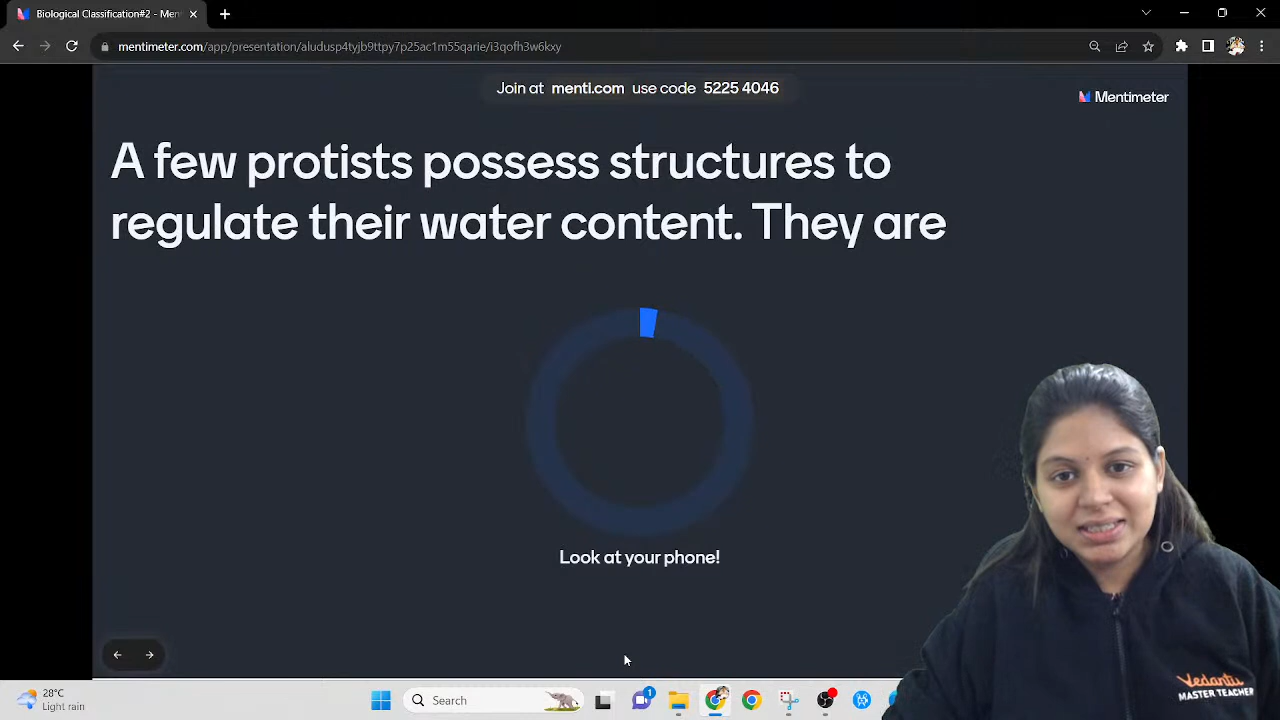 Biological Classification#2 - Men
mentimeter.com/app/presentation/aludusp4tyjb9ttpy7p25ac1m55qarie/i3qofh3w6kxy
Join at menti.com use code 5225 4046
Mentimeter
A few protists possess structures to
regulate their water content. They are
Look at your phone!
Vedantu
MASTER TEACHER
28°C
Light rain
Search
1